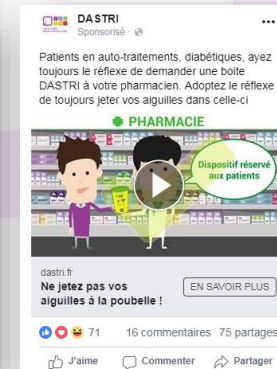 DASTRI
Sponsorisé ·
Patients en auto-traitements, diabétiques, ayez
toujours le réflexe de demander une boite
DASTRI à votre pharmacien. Adoptez le réflexe
de toujours jeter vos aiguilles dans celle-ci
PHARMACIE
Dispositif réservé
aux patients
dastri.fr
Ne jetez pas vos
aiguilles à la poubelle !
EN SAVOIR PLUS
71 16 commentaires 75 partages
J'aime Commenter Partager